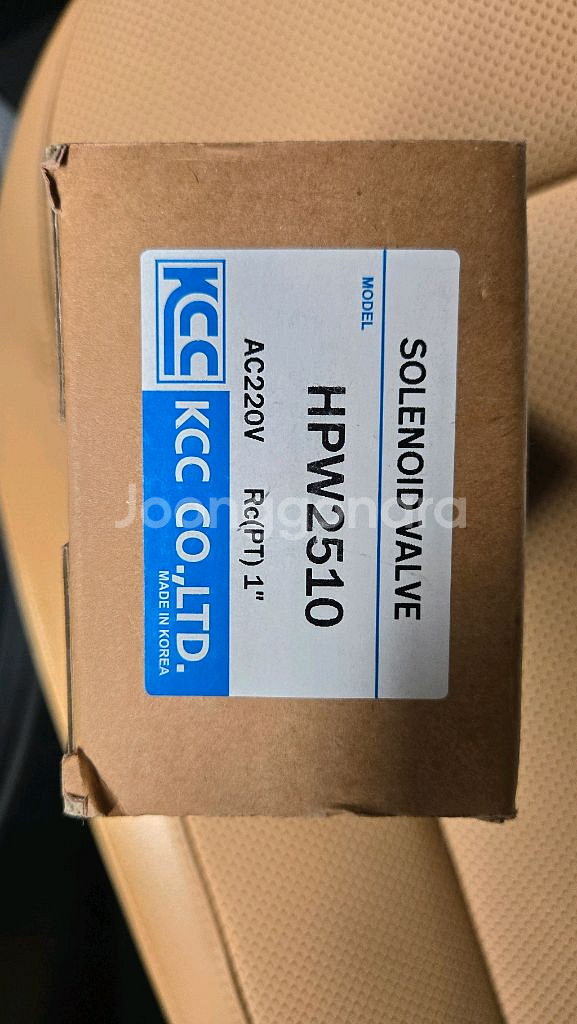 SOLENOID VALVE
MODEL
HPW2510
AC220V Rc(PT) 1"
KCC KCC CO.,LTD.
MADE IN KOREA
Joonggonara